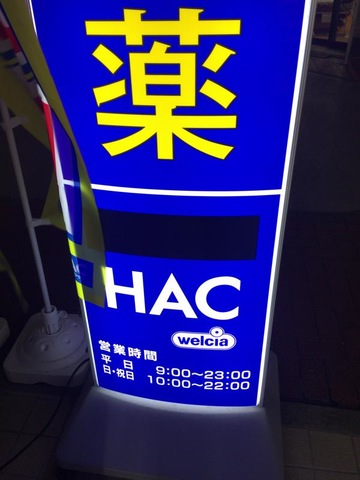 薬
HAC
welcia
営業時間
平 日 9:00～23:00
日・祝日 10:00～22:00